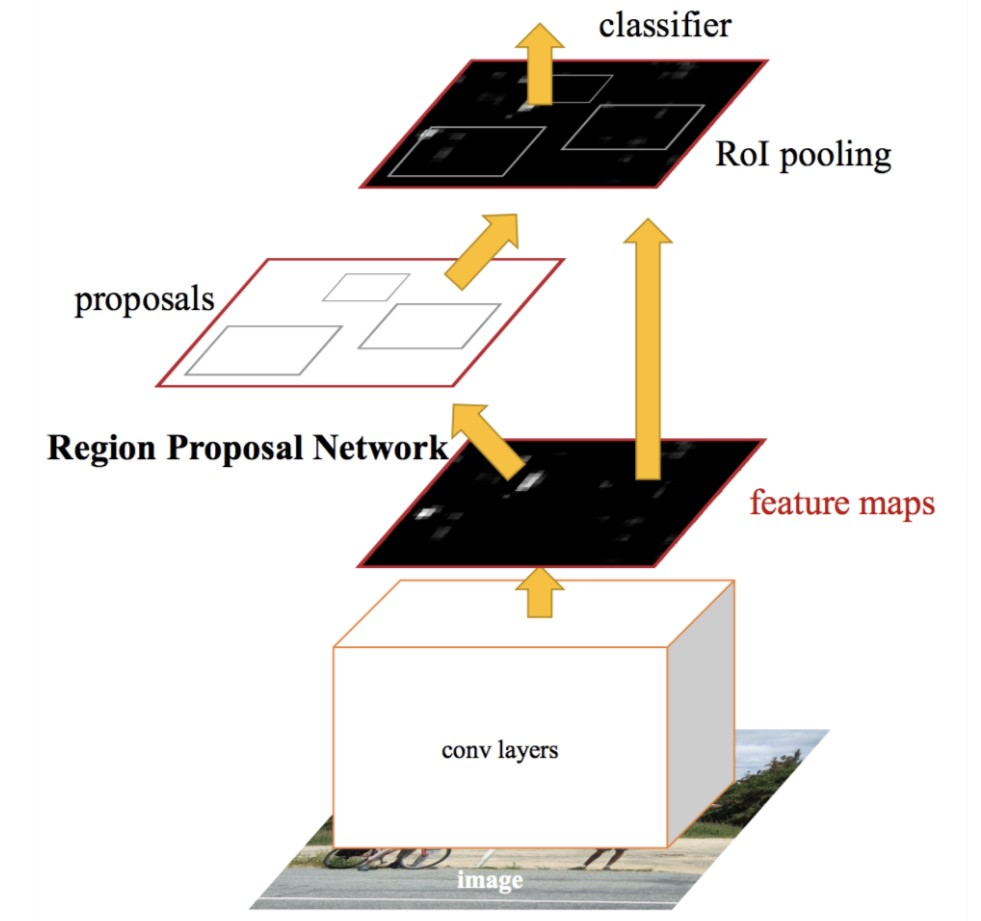 classifier
RoI pooling
proposals
Region Proposal Network
feature maps
conv layers
image